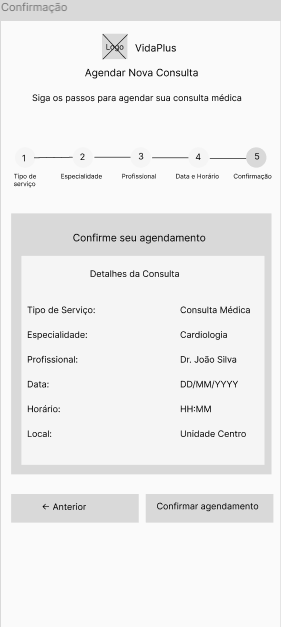 Confirmação
Logo VidaPlus
Agendar Nova Consulta
Siga os passos para agendar sua consulta médica
1 2 3 4 5
Tipo de serviço Especialidade Profissional Data e Horário Confirmação
Confirme seu agendamento
Detalhes da Consulta
Tipo de Serviço: Consulta Médica
Especialidade: Cardiologia
Profissional: Dr. João Silva
Data: DD/MM/YYYY
Horário: HH:MM
Local: Unidade Centro
← Anterior Confirmar agendamento